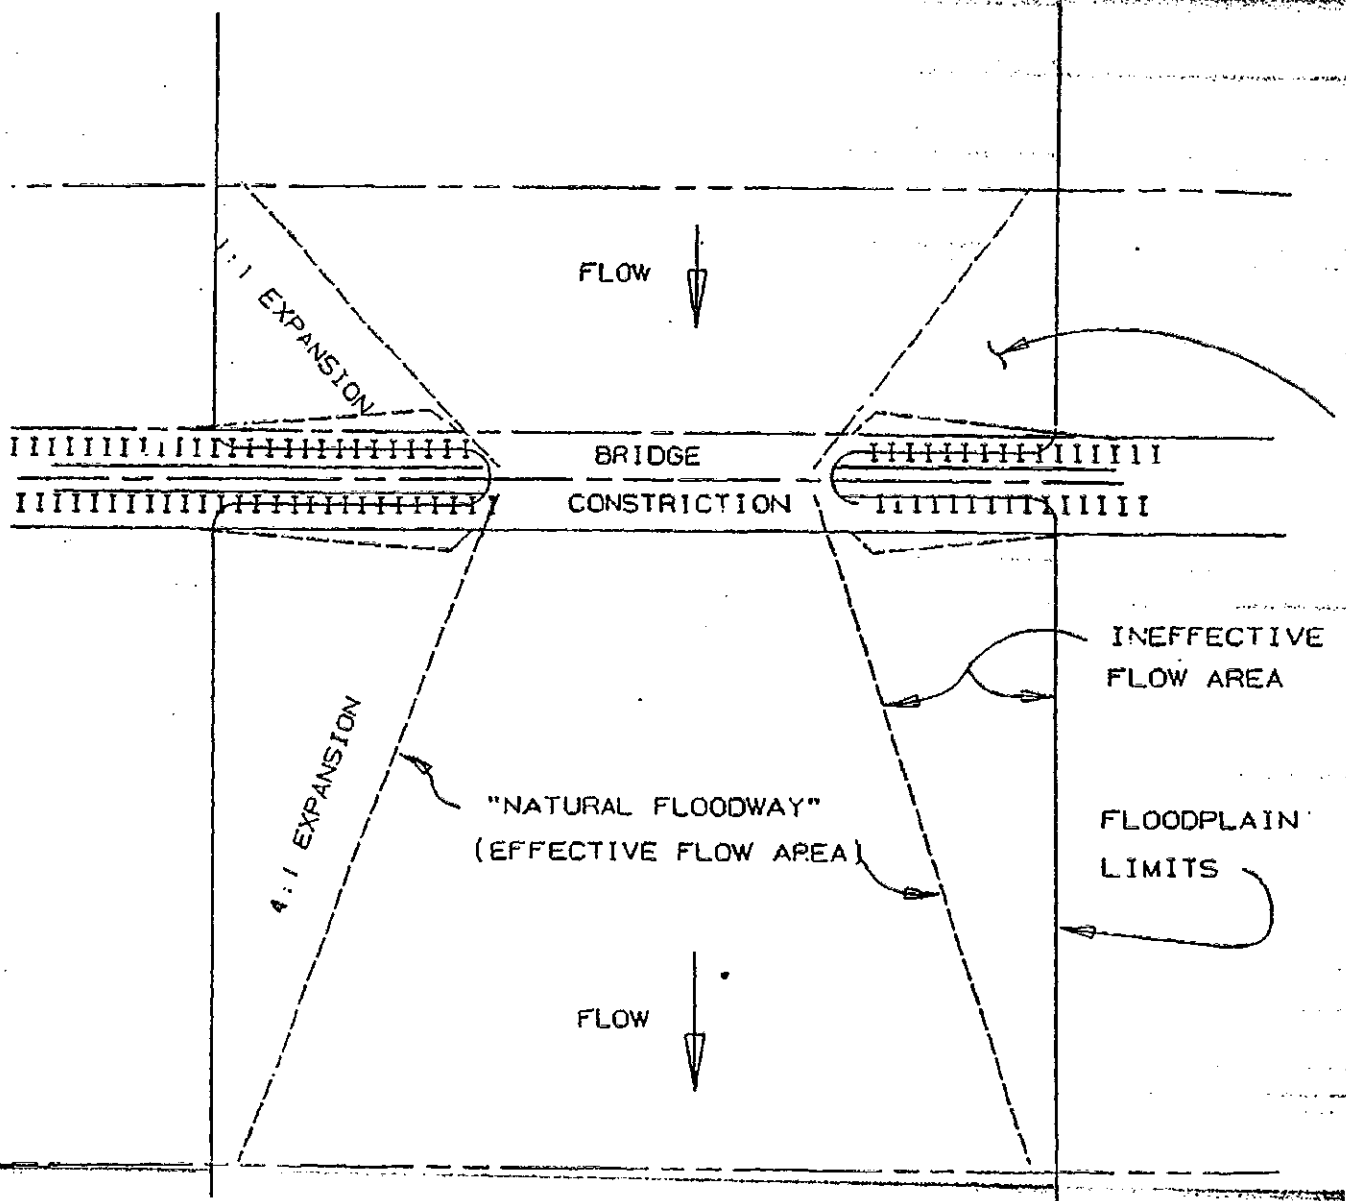 FLOW
1:1 EXPANSION
BRIDGE
CONSTRICTION
INEFFECTIVE
FLOW AREA
4:1 EXPANSION
"NATURAL FLOODWAY"
(EFFECTIVE FLOW AREA)
FLOODPLAIN
LIMITS
FLOW